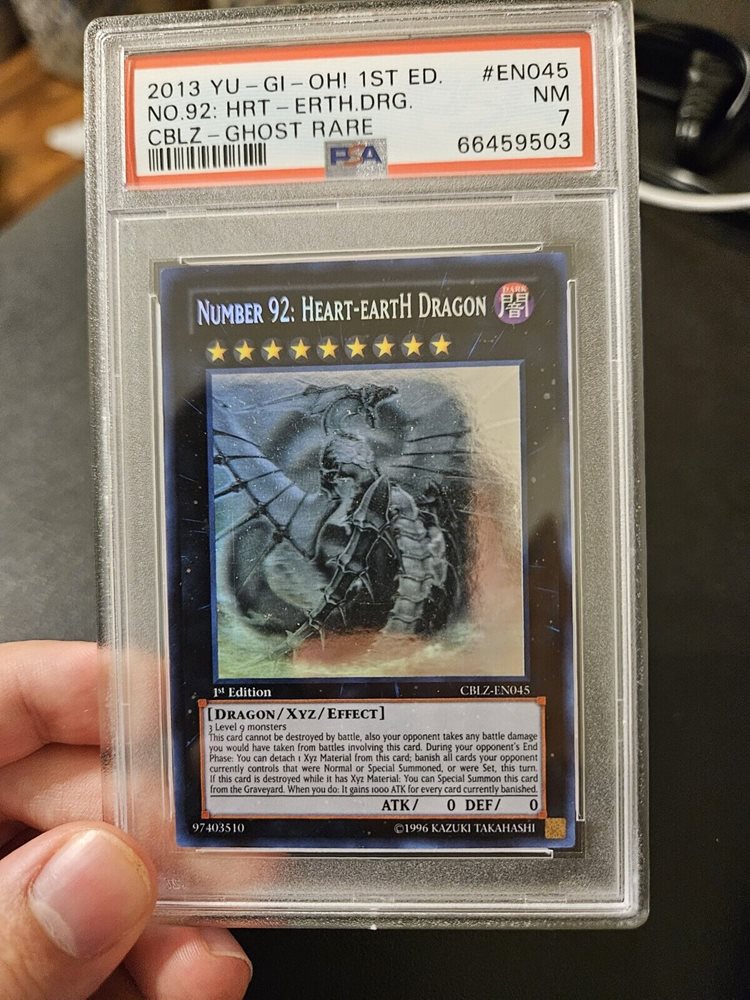 2013 YU-GI-OH! 1ST ED. #EN045
NO.92: HRT-ERTH.DRG. NM
CBLZ-GHOST RARE 7
PSA 66459503
NUMBER 92: HEART-EARTH DRAGON
DARK
闇
1st Edition CBLZ-EN045
[DRAGON/XYZ/EFFECT]
3 Level 9 monsters
This card cannot be destroyed by battle, also your opponent takes any battle damage
you would have taken from battles involving this card. During your opponent's End
Phase: You can detach 1 Xyz Material from this card; banish all cards your opponent
currently controls that were Normal or Special Summoned, or were Set, this turn.
If this card is destroyed while it has Xyz Material: You can Special Summon this card
from the Graveyard. When you do: It gains 1000 ATK for every card currently banished.
ATK/ 0 DEF/ 0
97403510 ©1996 KAZUKI TAKAHASHI